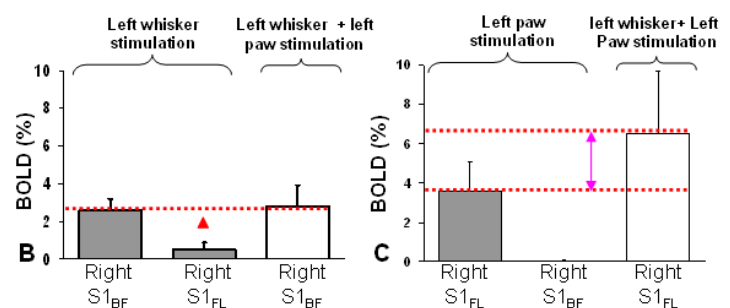 Left whisker
stimulation
Left whisker + left
paw stimulation
10
8
6
4
2
0
BOLD (%)
B
Right
S1BF
Right
S1FL
Right
S1BF
Left paw
stimulation
left whisker+ Left
Paw stimulation
10
8
6
4
2
0
BOLD (%)
C
Right
S1FL
Right
S1BF
Right
S1FL